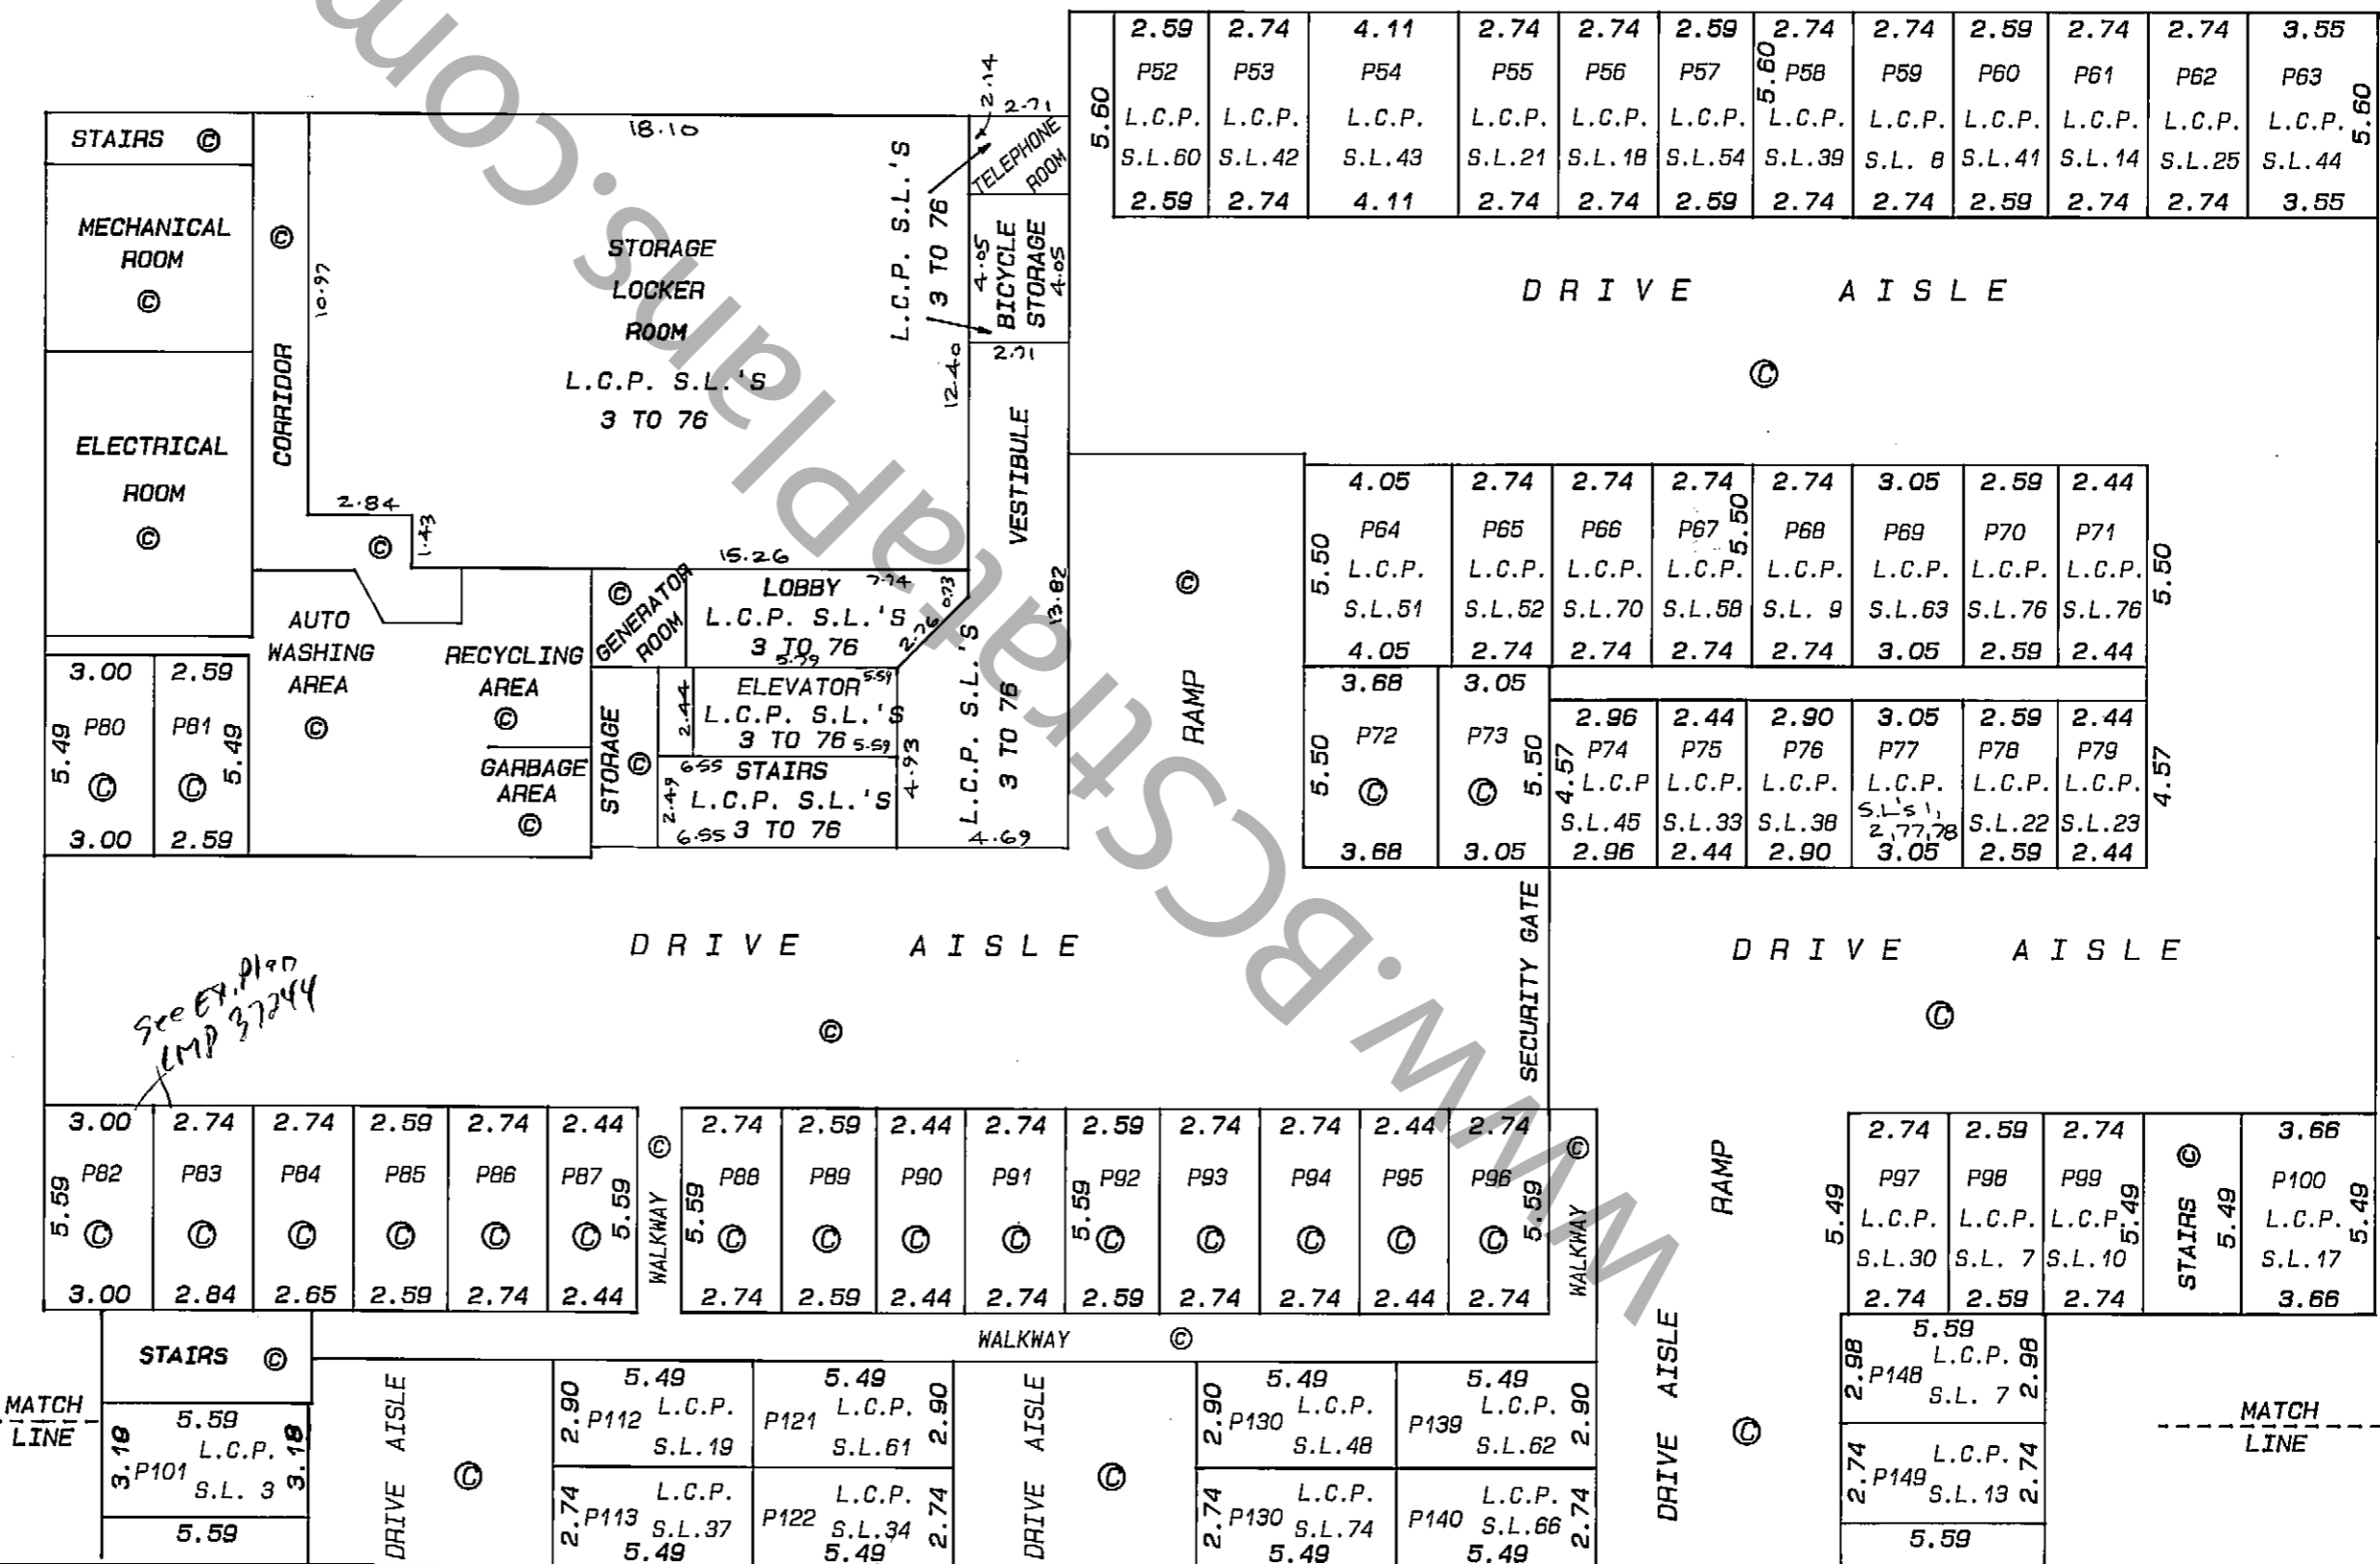 2.59 2.74 4.11 2.74 2.74 2.59 2.74 2.74 2.59 2.74 2.74 3.55
P52 P53 P54 P55 P56 P57 P58 P59 P60 P61 P62 P63
5.60 5.60 5.60
L.C.P. L.C.P. L.C.P. L.C.P. L.C.P. L.C.P. L.C.P. L.C.P. L.C.P. L.C.P. L.C.P. L.C.P.
S.L.60 S.L.42 S.L.43 S.L.21 S.L.18 S.L.54 S.L.39 S.L. 8 S.L.41 S.L.14 S.L.25 S.L.44
2.59 2.74 4.11 2.74 2.74 2.59 2.74 2.74 2.59 2.74 2.74 3.55
STAIRS ©
MECHANICAL
ROOM
©
ELECTRICAL
ROOM
©
©
CORRIDOR
18.10
10.97
STORAGE
LOCKER
ROOM
L.C.P. S.L.'S
3 TO 76
2.84
1.43
©
15.26
12.40
L.C.P. S.L.'S
3 TO 76
2.14
2.71
TELEPHONE
ROOM
4.05
BICYCLE
STORAGE
4.05
2.71
VESTIBULE
13.82
L.C.P. S.L.'S
3 TO 76
4.69
DRIVE AISLE
©
©
RAMP
4.05 2.74 2.74 2.74 2.74 3.05 2.59 2.44
P64 P65 P66 P67 P68 P69 P70 P71
5.50 5.50 5.50
L.C.P. L.C.P. L.C.P. L.C.P. L.C.P. L.C.P. L.C.P. L.C.P.
S.L.51 S.L.52 S.L.70 S.L.58 S.L. 9 S.L.63 S.L.76 S.L.76
4.05 2.74 2.74 2.74 2.74 3.05 2.59 2.44
3.68 3.05
P72 P73
5.50 © © 5.50
3.68 3.05
2.96 2.44 2.90 3.05 2.59 2.44
P74 P75 P76 P77 P78 P79
4.57 4.57
L.C.P L.C.P. L.C.P. L.C.P. L.C.P. L.C.P.
S.L.45 S.L.33 S.L.38 S.L's 1, 2,77,78 S.L.22 S.L.23
2.96 2.44 2.90 3.05 2.59 2.44
AUTO
WASHING
AREA
©
RECYCLING
AREA
©
GARBAGE
AREA
©
©
GENERATOR
ROOM
STORAGE ©
LOBBY 7.74
L.C.P. S.L.'S
3 TO 76
5.79
0.73
2.76
ELEVATOR 5.59
2.44 L.C.P. S.L.'S
3 TO 76 5.59
6.55 STAIRS
2.49 L.C.P. S.L.'S
6.55 3 TO 76
4.93
3.00 2.59
P80 P81
5.49 © © 5.49
3.00 2.59
DRIVE AISLE
©
SECURITY GATE
DRIVE AISLE
©
See Ex. Plan
LMP 37244
3.00 2.74 2.74 2.59 2.74 2.44
P82 P83 P84 P85 P86 P87
5.59 © © © © © © 5.59
3.00 2.84 2.65 2.59 2.74 2.44
WALKWAY ©
2.74 2.59 2.44 2.74 2.59 2.74 2.74 2.44 2.74
P88 P89 P90 P91 P92 P93 P94 P95 P96
5.59 © © © © 5.59 © © © © © 5.59
2.74 2.59 2.44 2.74 2.59 2.74 2.74 2.44 2.74
WALKWAY ©
RAMP
2.74 2.59 2.74 3.66
P97 P98 P99 STAIRS © P100
5.49 5.49 5.49 5.49
L.C.P. L.C.P. L.C.P. L.C.P.
S.L.30 S.L. 7 S.L.10 S.L.17
2.74 2.59 2.74 3.66
WALKWAY ©
STAIRS ©
MATCH
LINE
5.59
3.18 P101 L.C.P. 3.18
S.L. 3
5.59
DRIVE AISLE ©
5.49 5.49
2.90 P112 L.C.P. S.L.19 P121 L.C.P. S.L.61 2.90
2.74 P113 L.C.P. S.L.37 P122 L.C.P. S.L.34 2.74
5.49 5.49
DRIVE AISLE ©
5.49 5.49
2.90 P130 L.C.P. S.L.48 P139 L.C.P. S.L.62 2.90
2.74 P130 L.C.P. S.L.74 P140 L.C.P. S.L.66 2.74
5.49 5.49
DRIVE AISLE ©
5.59
2.98 P148 L.C.P. S.L. 7 2.98
2.74 P149 L.C.P. S.L.13 2.74
5.59
MATCH
LINE
www.BCStrataPlans.com